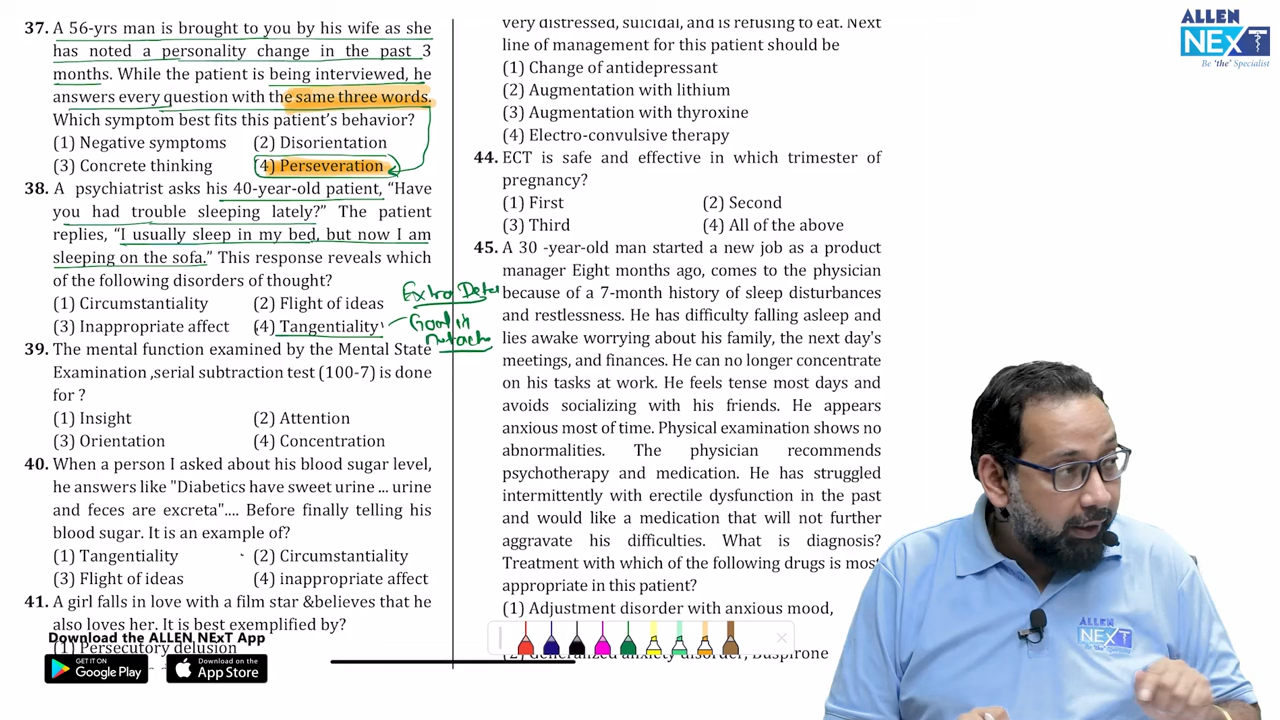 37. A 56-yrs man is brought to you by his wife as she
has noted a personality change in the past 3
months. While the patient is being interviewed, he
answers every question with the same three words.
Which symptom best fits this patient's behavior?
(1) Negative symptoms (2) Disorientation
(3) Concrete thinking (4) Perseveration
38. A psychiatrist asks his 40-year-old patient, “Have
you had trouble sleeping lately?” The patient
replies, “I usually sleep in my bed, but now I am
sleeping on the sofa.” This response reveals which
of the following disorders of thought?
(1) Circumstantiality (2) Flight of ideas
(3) Inappropriate affect (4) Tangentiality
Extra
Goal is
39. The mental function examined by the Mental State
Examination ,serial subtraction test (100-7) is done
for ?
(1) Insight (2) Attention
(3) Orientation (4) Concentration
40. When a person I asked about his blood sugar level,
he answers like "Diabetics have sweet urine ... urine
and feces are excreta".... Before finally telling his
blood sugar. It is an example of?
(1) Tangentiality (2) Circumstantiality
(3) Flight of ideas (4) inappropriate affect
41. A girl falls in love with a film star &believes that he
also loves her. It is best exemplified by?
(1) Persecutory delusion
Download the ALLEN NExT App
GET IT ON Google Play
Download on the App Store
very distressed, suicidal, and is refusing to eat. Next
line of management for this patient should be
(1) Change of antidepressant
(2) Augmentation with lithium
(3) Augmentation with thyroxine
(4) Electro-convulsive therapy
44. ECT is safe and effective in which trimester of
pregnancy?
(1) First (2) Second
(3) Third (4) All of the above
45. A 30 -year-old man started a new job as a product
manager Eight months ago, comes to the physician
because of a 7-month history of sleep disturbances
and restlessness. He has difficulty falling asleep and
lies awake worrying about his family, the next day's
meetings, and finances. He can no longer concentrate
on his tasks at work. He feels tense most days and
avoids socializing with his friends. He appears
anxious most of time. Physical examination shows no
abnormalities. The physician recommends
psychotherapy and medication. He has struggled
intermittently with erectile dysfunction in the past
and would like a medication that will not further
aggravate his difficulties. What is diagnosis?
Treatment with which of the following drugs is most
appropriate in this patient?
(1) Adjustment disorder with anxious mood,
(2) Generalized anxiety disorder, Buspirone
ALLEN
NEXT
Be 'the' Specialist
ALLEN
NEXT